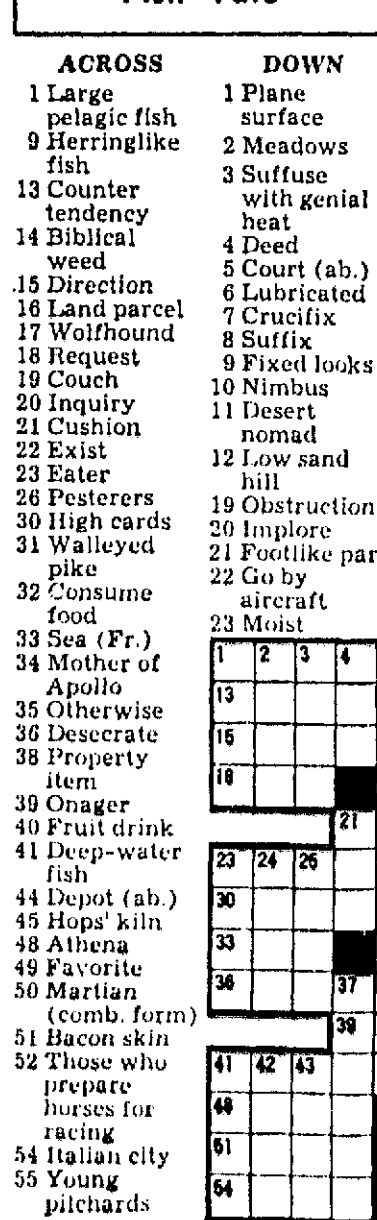 ACROSS
1 Large
pelagic fish
9 Herringlike
fish
13 Counter
tendency
14 Biblical
weed
15 Direction
16 Land parcel
17 Wolfhound
18 Request
19 Couch
20 Inquiry
21 Cushion
22 Exist
23 Eater
26 Pesterers
30 High cards
31 Walleyed
pike
32 Consume
food
33 Sea (Fr.)
34 Mother of
Apollo
35 Otherwise
36 Desecrate
38 Property
item
39 Onager
40 Fruit drink
41 Deep-water
fish
44 Depot (ab.)
45 Hops' kiln
48 Athena
49 Favorite
50 Martian
(comb. form)
51 Bacon skin
52 Those who
prepare
horses for
racing
54 Italian city
55 Young
pilchards
DOWN
1 Plane
surface
2 Meadows
3 Suffuse
with genial
heat
4 Deed
5 Court (ab.)
6 Lubricated
7 Crucifix
8 Suffix
9 Fixed looks
10 Nimbus
11 Desert
nomad
12 Low sand
hill
19 Obstruction
20 Implore
21 Footlike par
22 Go by
aircraft
23 Moist
1 2 3 4
13
15
18
21
23 24 25
30
33
36 37
39
41 42 43
48
51
54